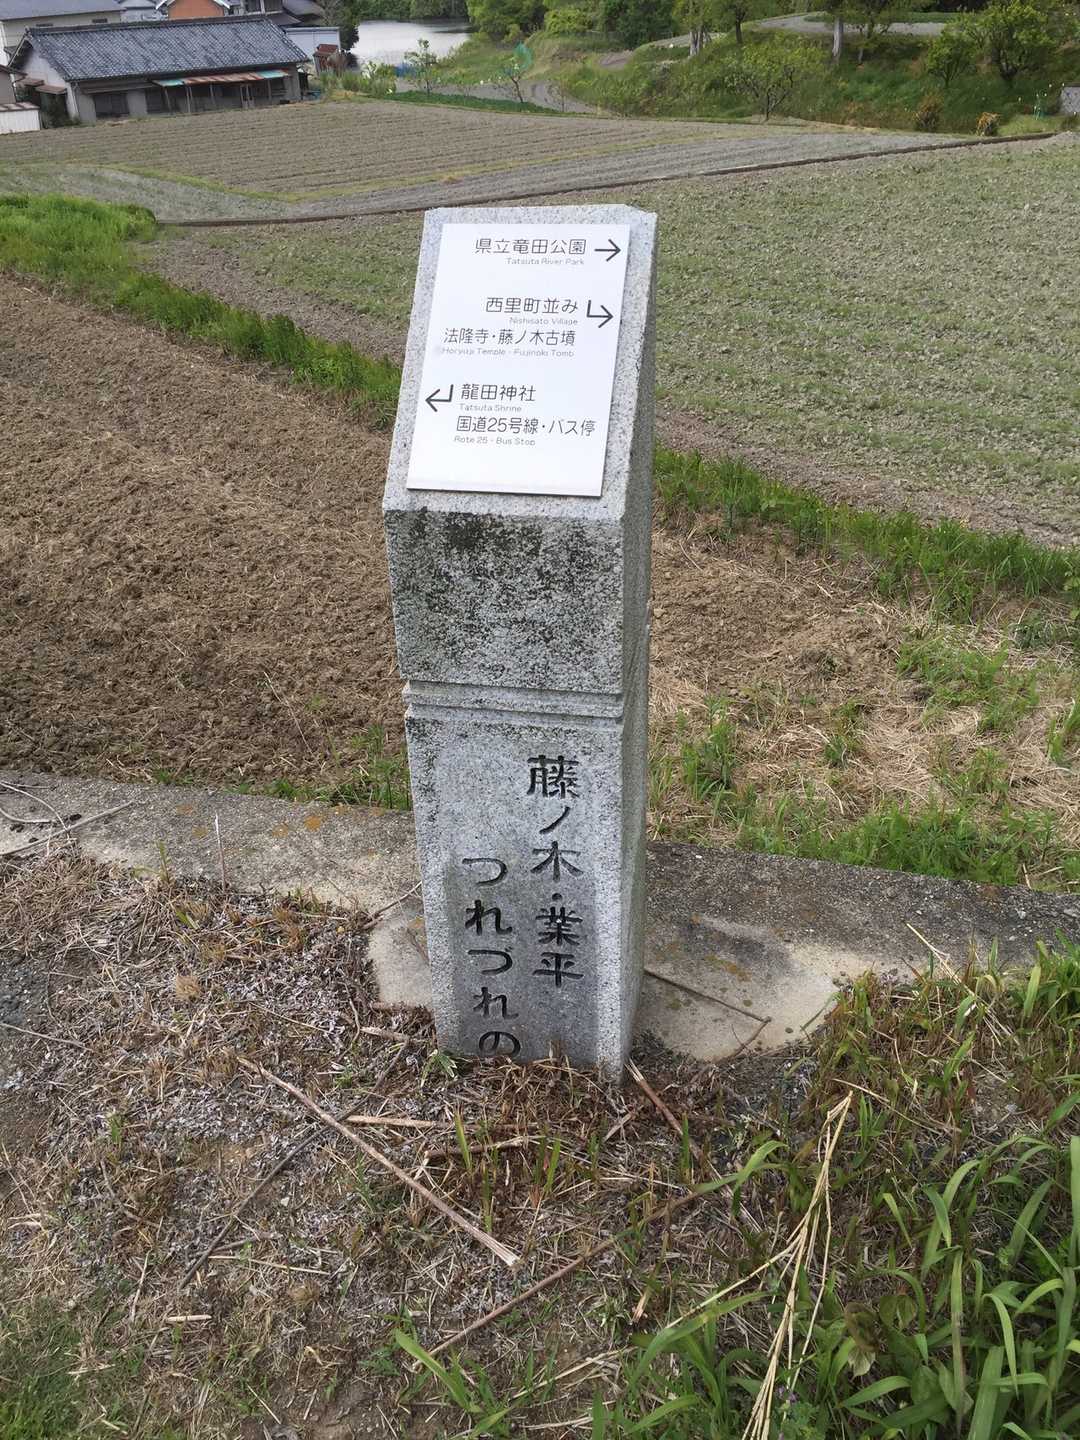 県立竜田公園
Tatsuta River Park
西里町並み
Nishisato Village
法隆寺・藤ノ木古墳
Horyuji Temple・Fujinoki Tomb
龍田神社
Tatsuta Shrine
国道25号線・バス停
Rote 25・Bus Stop
藤ノ木・業平
つれづれの